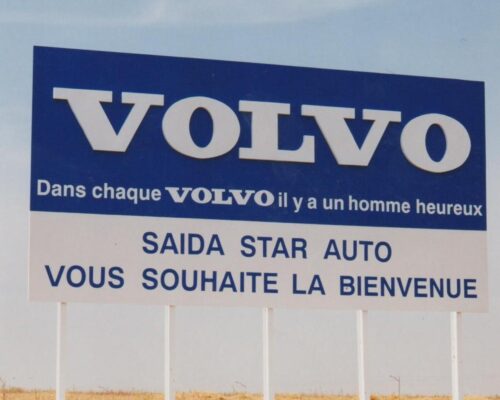 VOLVO
Dans chaque VOLVO il y a un homme heureux
SAIDA STAR AUTO
VOUS SOUHAITE LA BIENVENUE